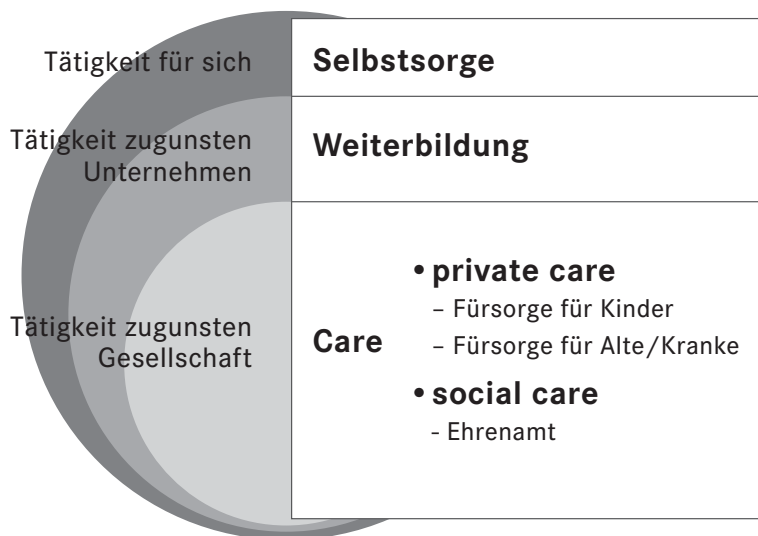 Tätigkeit für sich
Selbstsorge
Tätigkeit zugunsten
Unternehmen
Weiterbildung
Tätigkeit zugunsten
Gesellschaft
Care
• private care
– Fürsorge für Kinder
– Fürsorge für Alte/Kranke
• social care
- Ehrenamt